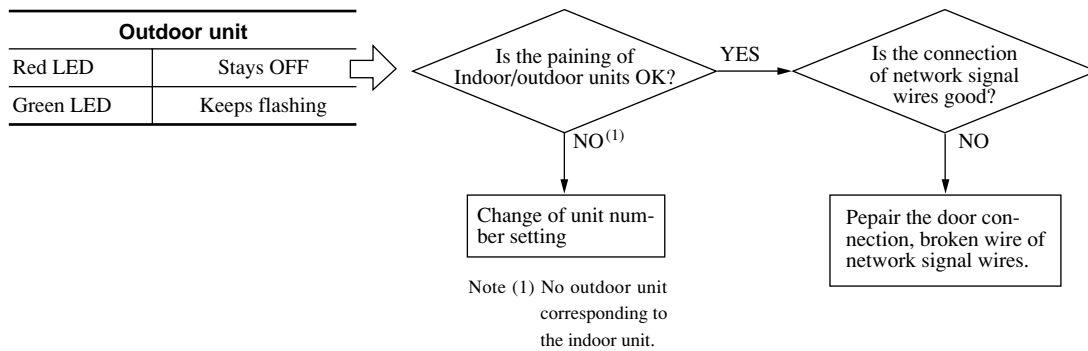 Outdoor unit
Red LED Stays OFF
Green LED Keeps flashing
Is the paining of
Indoor/outdoor units OK?
YES
Is the connection
of network signal
wires good?
NO(1)
NO
Change of unit num-
ber setting
Pepair the door con-
nection, broken wire of
network signal wires.
Note (1) No outdoor unit
corresponding to
the indoor unit.